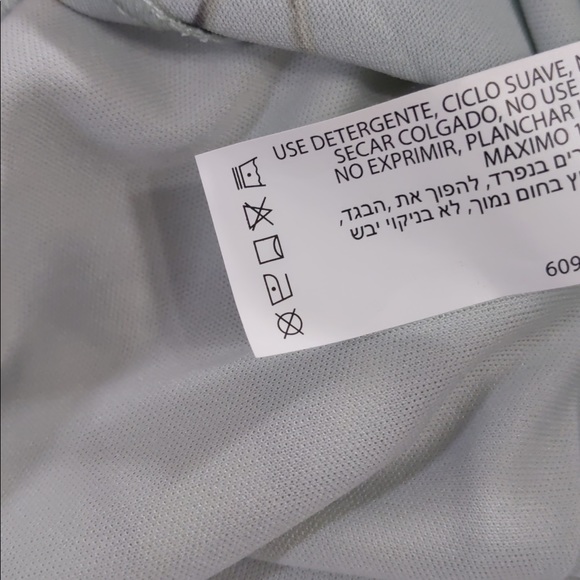 USE DETERGENTE, CICLO SUAVE,
SECAR COLGADO, NO USE
NO EXPRIMIR, PLANCHAR
MAXIMO
רים בנפרד, להפוך את ,הבגד,
ץ בחום נמוך, לא בניקוי יבש
609